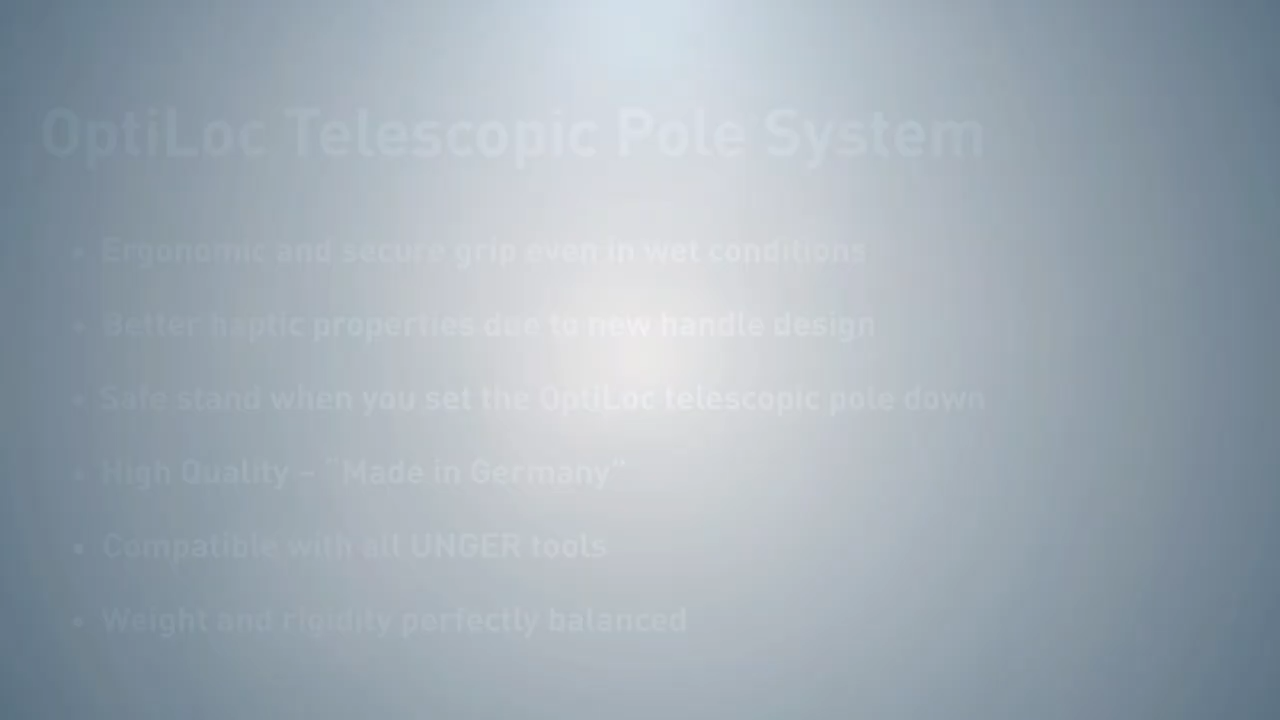 OptiLoc Telescopic Pole System
• Ergonomic and secure grip even in wet conditions
• Better haptic properties due to new handle design
• Safe stand when you set the OptiLoc telescopic pole down
• High Quality – "Made in Germany"
• Compatible with all UNGER tools
• Weight and rigidity perfectly balanced